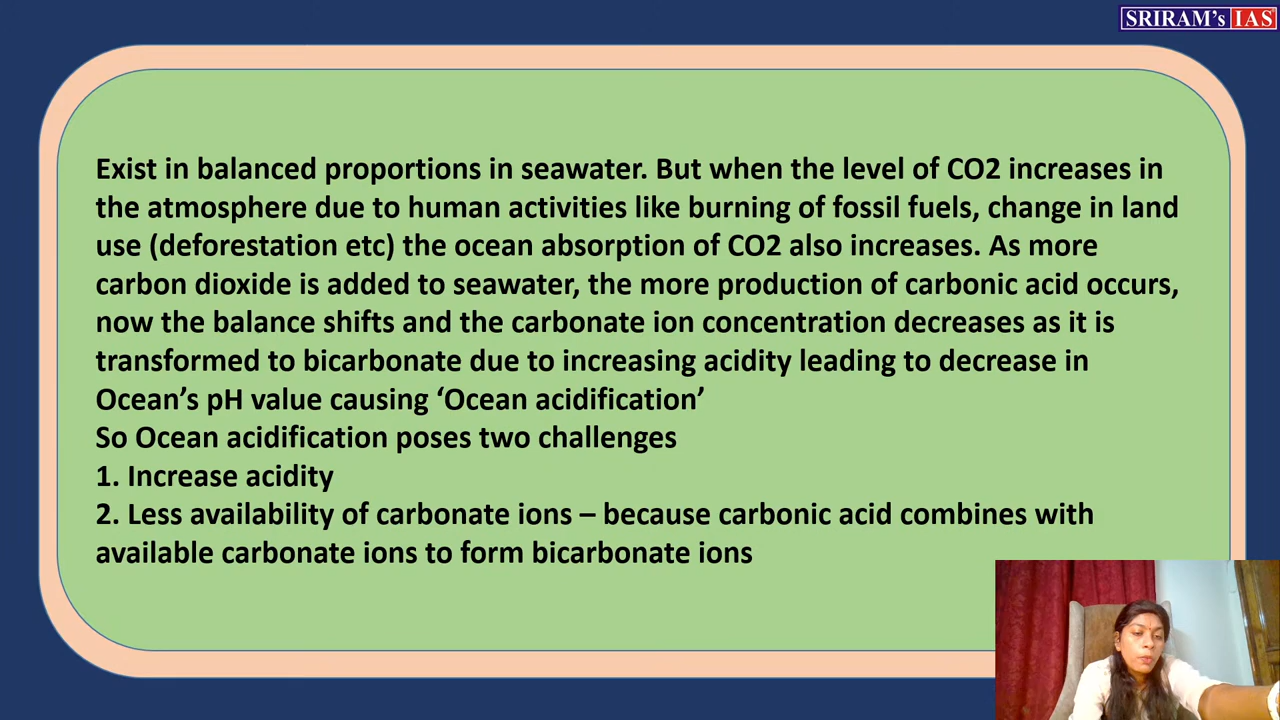 SRIRAM's IAS
Exist in balanced proportions in seawater. But when the level of CO2 increases in
the atmosphere due to human activities like burning of fossil fuels, change in land
use (deforestation etc) the ocean absorption of CO2 also increases. As more
carbon dioxide is added to seawater, the more production of carbonic acid occurs,
now the balance shifts and the carbonate ion concentration decreases as it is
transformed to bicarbonate due to increasing acidity leading to decrease in
Ocean’s pH value causing ‘Ocean acidification’
So Ocean acidification poses two challenges
1. Increase acidity
2. Less availability of carbonate ions – because carbonic acid combines with
available carbonate ions to form bicarbonate ions